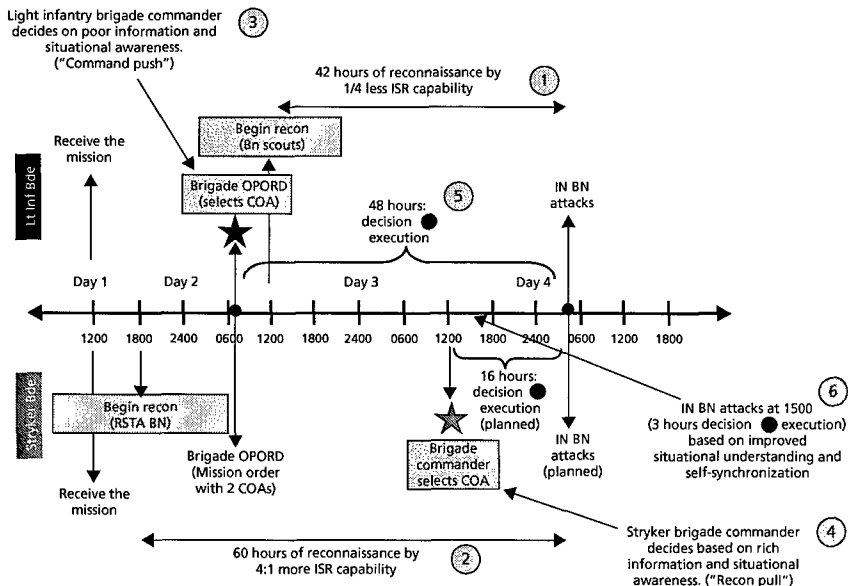 Light infantry brigade commander
decides on poor information and
situational awareness.
("Command push")
3
42 hours of reconnaissance by
1/4 less ISR capability
1
Receive the
mission
Begin recon
(Bn scouts)
Brigade OPORD
(selects COA)
Lt Inf Bde
48 hours:
decision
execution
5
IN BN
attacks
Day 1
Day 2
Day 3
Day 4
1200 1800 2400 0600 1200 1800 2400 0600 1200 1800 2400 0600 1200 1800
Stryker Bde
Begin recon
(RSTA BN)
Receive the
mission
Brigade OPORD
(Mission order
with 2 COAs)
16 hours:
decision
execution
(planned)
Brigade
commander
selects COA
IN BN
attacks
(planned)
6
IN BN attacks at 1500
(3 hours decision execution)
based on improved
situational understanding and
self-synchronization
60 hours of reconnaissance by
4:1 more ISR capability
2
Stryker brigade commander
decides based on rich
information and situational
awareness. ("Recon pull")
4